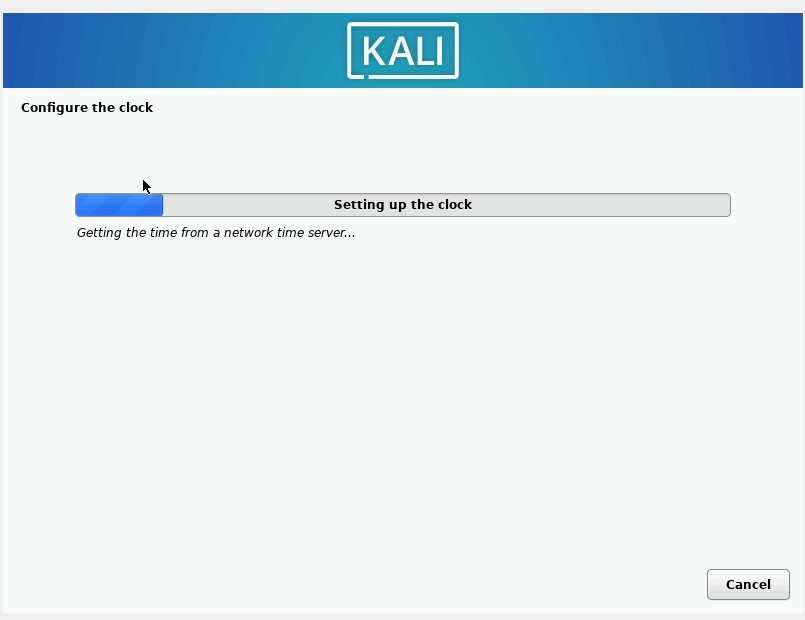 KALI
Configure the clock
Setting up the clock
Getting the time from a network time server...
Cancel